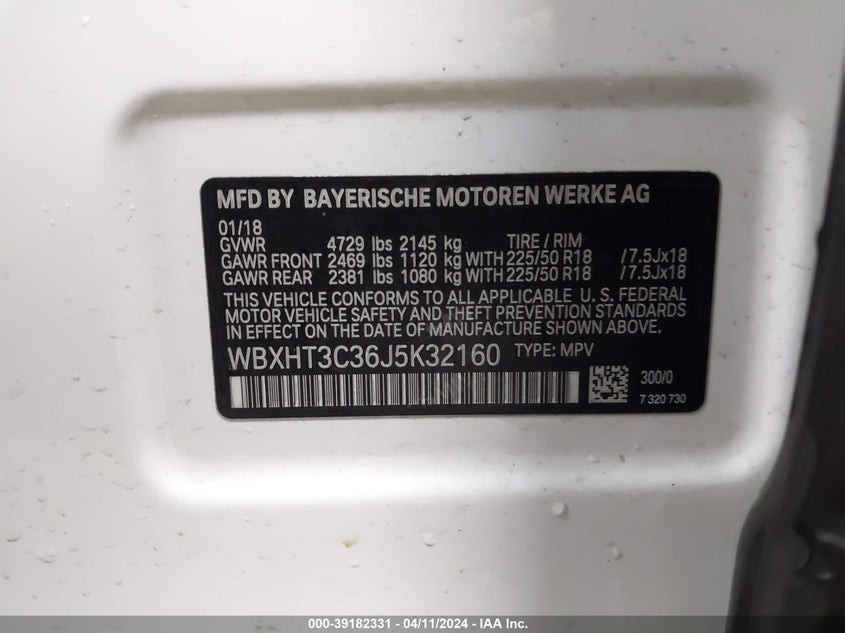 MFD BY BAYERISCHE MOTOREN WERKE AG
01/18
GVWR 4729 lbs 2145 kg TIRE / RIM
GAWR FRONT 2469 lbs 1120 kg WITH 225/50 R18 /7.5Jx18
GAWR REAR 2381 lbs 1080 kg WITH 225/50 R18 /7.5Jx18
THIS VEHICLE CONFORMS TO ALL APPLICABLE U. S. FEDERAL
MOTOR VEHICLE SAFETY AND THEFT PREVENTION STANDARDS
IN EFFECT ON THE DATE OF MANUFACTURE SHOWN ABOVE.
WBXHT3C36J5K32160 TYPE: MPV
300/0
7 320 730
000-39182331 / 04/11/2024 - IAA Inc.